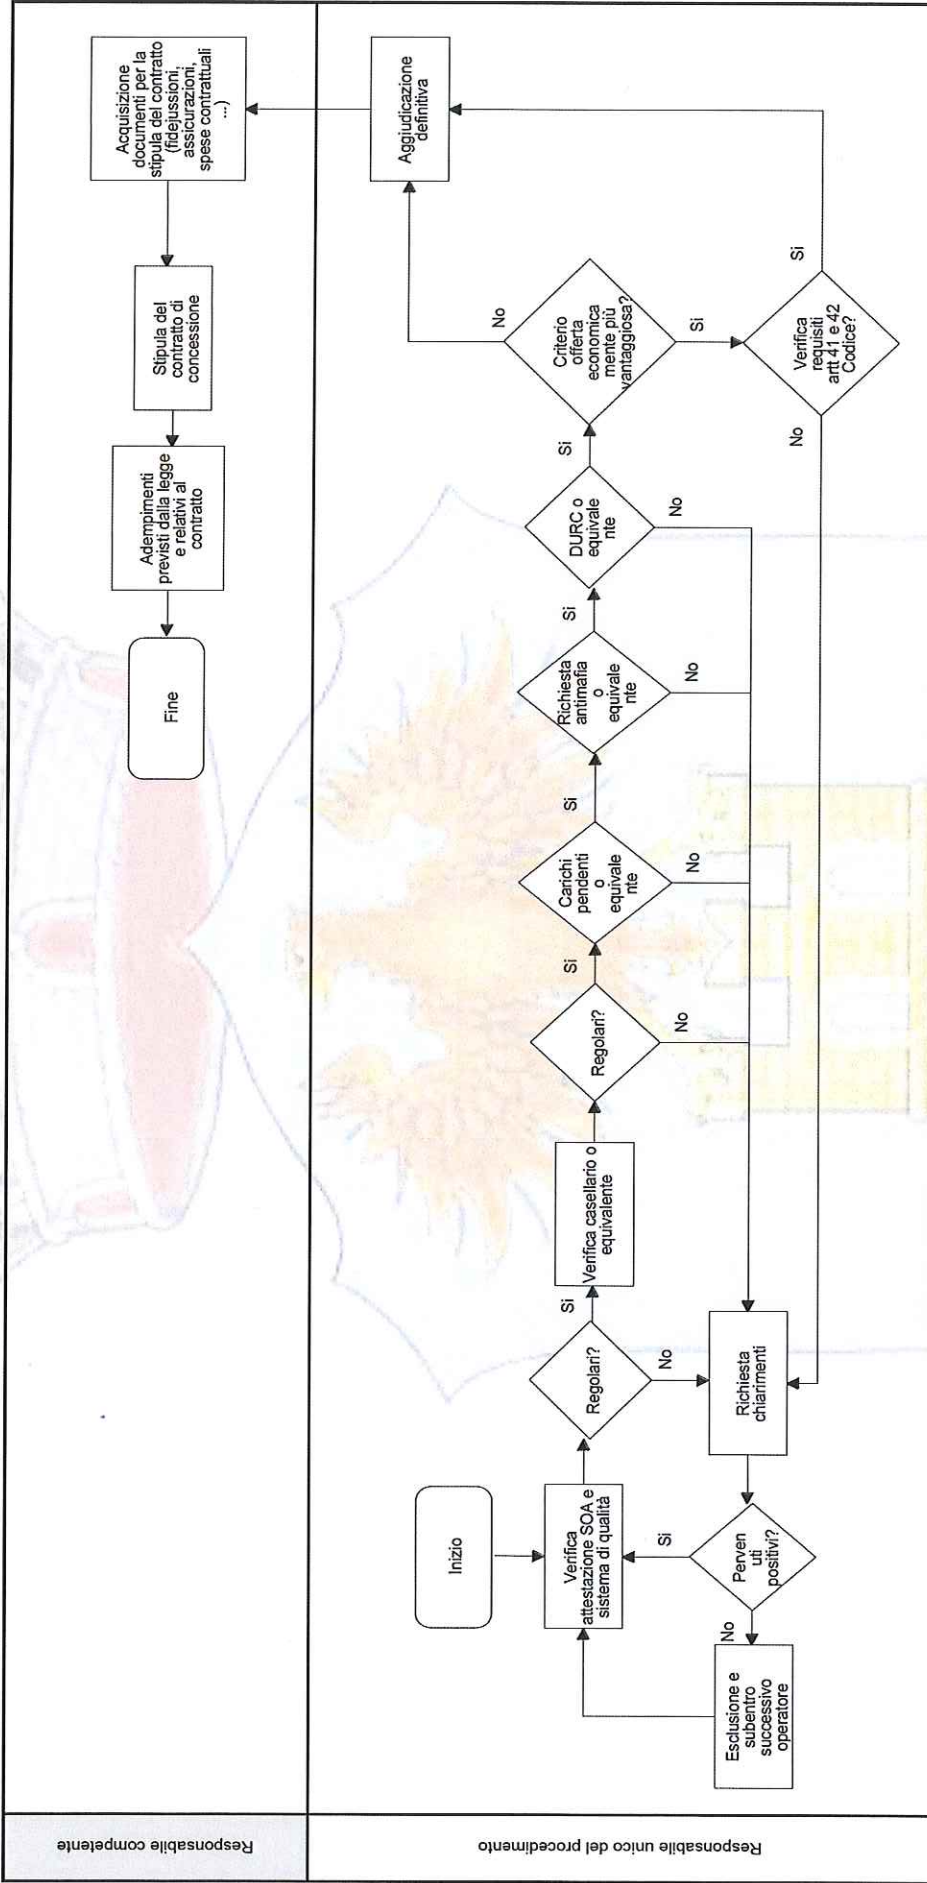 Responsabile competente
Acquisizione
documenti per la
stipula del contratto
(fidejussioni,
assicurazioni,
spese contrattuali
...)
Stipula del
contratto di
concessione
Adempimenti
previsti dalla legge
e relativi al
contratto
Fine
Responsabile unico del procedimento
Inizio
Verifica
attestazione SOA e
sistema di qualità
Regolari?
Si
No
Verifica casellario o
equivalente
Regolari?
Si
No
Carichi
pendenti
o
equivale
nte
Si
No
Richiesta
antimafia
o
equivale
nte
Si
No
DURC o
equivale
nte
Si
No
Criterio
offerta
economica
mente più
vantaggiosa?
No
Si
Verifica
requisiti
artt 41 e 42
Codice?
Si
No
Aggiudicazione
definitiva
Richiesta
chiarimenti
Perven
uti
positivi?
Si
No
Esclusione e
subentro
successivo
operatore